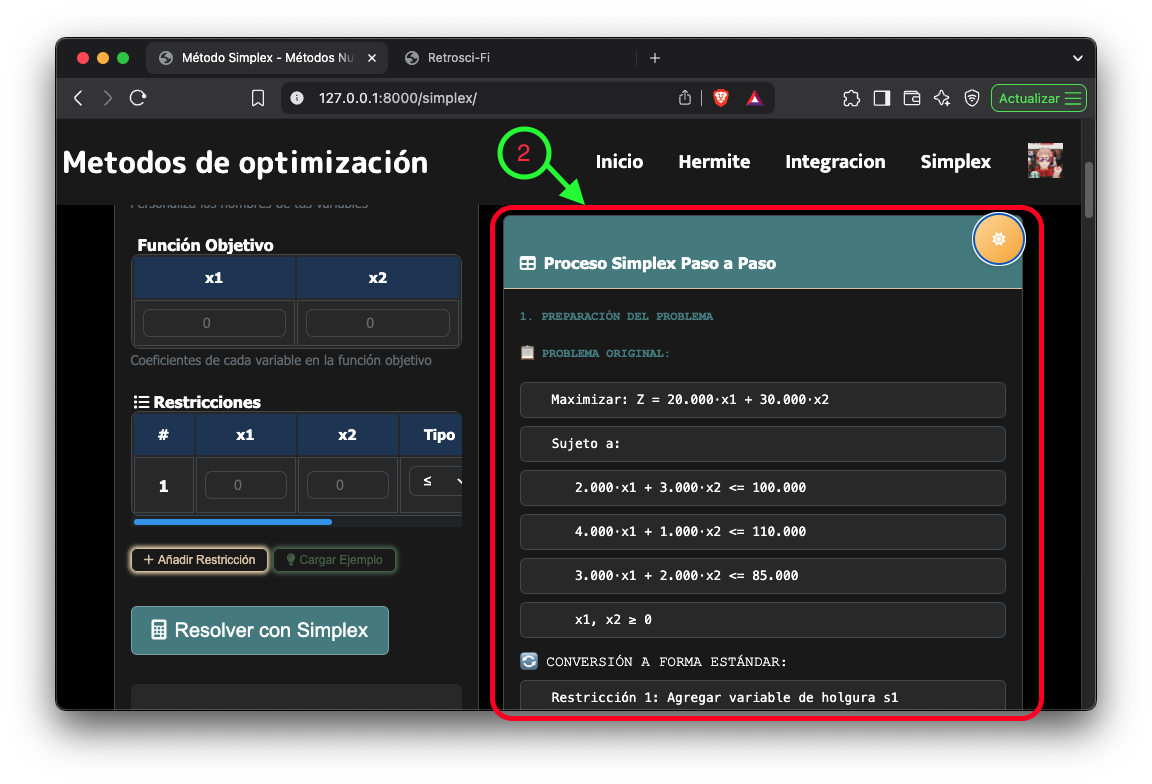 Método Simplex - Métodos Nu
Retrosci-Fi
127.0.0.1:8000/simplex/
Actualizar
Metodos de optimización
2
Inicio
Hermite
Integracion
Simplex
Personaliza los nombres de tus variables
Función Objetivo
x1 x2
0 0
Coeficientes de cada variable en la función objetivo
Restricciones
# x1 x2 Tipo
1 0 0 ≤
+ Añadir Restricción
Cargar Ejemplo
Resolver con Simplex
Proceso Simplex Paso a Paso
1. PREPARACIÓN DEL PROBLEMA
PROBLEMA ORIGINAL:
Maximizar: Z = 20.000·x1 + 30.000·x2
Sujeto a:
2.000·x1 + 3.000·x2 <= 100.000
4.000·x1 + 1.000·x2 <= 110.000
3.000·x1 + 2.000·x2 <= 85.000
x1, x2 ≥ 0
CONVERSIÓN A FORMA ESTÁNDAR:
Restricción 1: Agregar variable de holgura s1